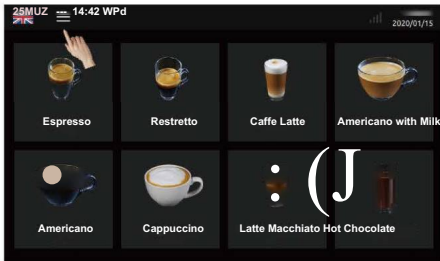 25MUZ --- 14:42 WPd
2020/01/15
Espresso
Restretto
Caffe Latte
Americano with Milk
: (J
Americano
Cappuccino
Latte Macchiato
Hot Chocolate